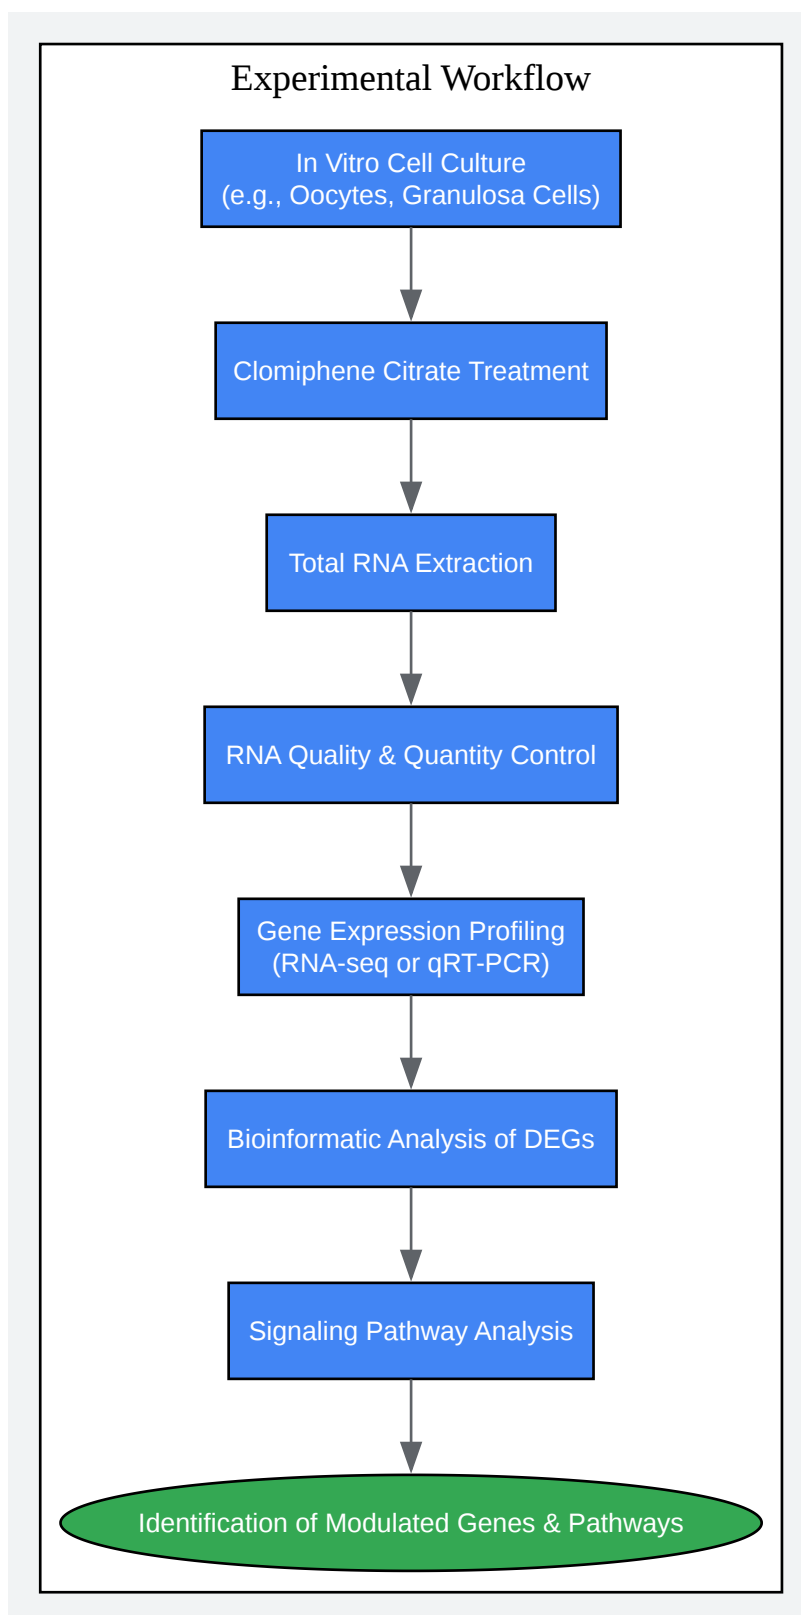 Experimental Workflow
In Vitro Cell Culture
(e.g., Oocytes, Granulosa Cells)
Clomiphene Citrate Treatment
Total RNA Extraction
RNA Quality & Quantity Control
Gene Expression Profiling
(RNA-seq or qRT-PCR)
Bioinformatic Analysis of DEGs
Signaling Pathway Analysis
Identification of Modulated Genes & Pathways